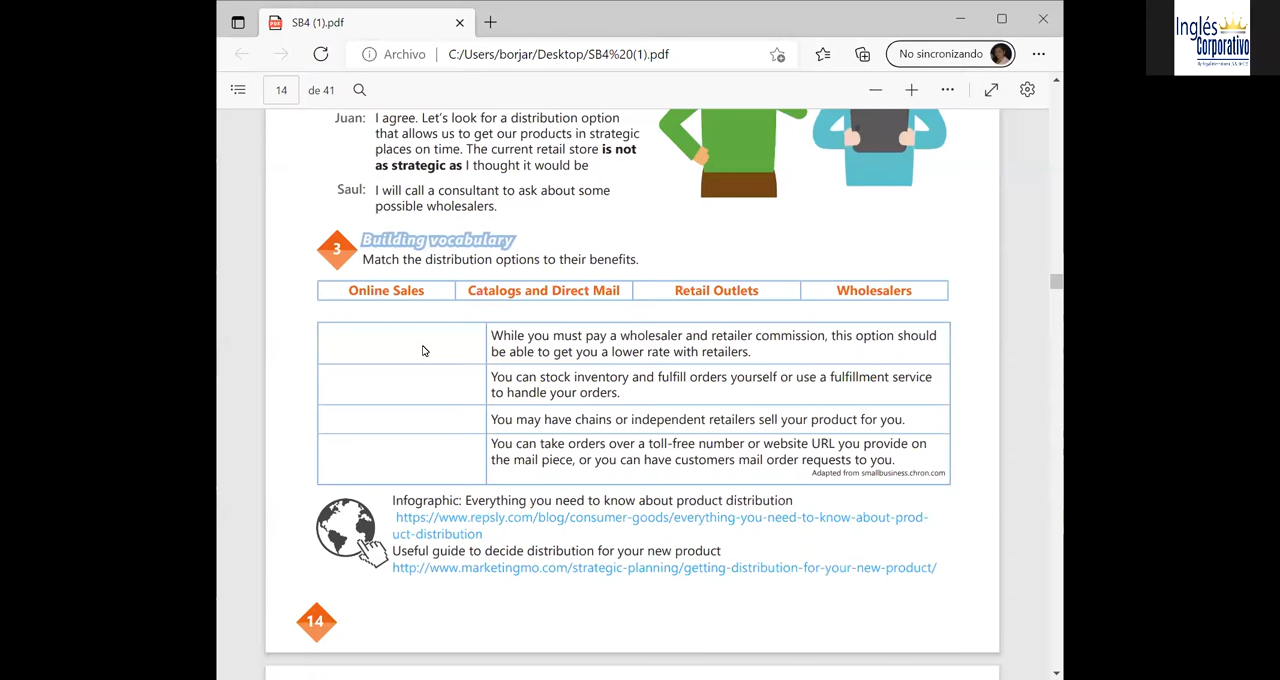 SB4 (1).pdf
Archivo
C:/Users/borjar/Desktop/SB4%20(1).pdf
No sincronizando
14 de 41
Inglés
Corporativo
Juan: I agree. Let's look for a distribution option
that allows us to get our products in strategic
places on time. The current retail store is not
as strategic as I thought it would be
Saul: I will call a consultant to ask about some
possible wholesalers.
3
Building vocabulary
Match the distribution options to their benefits.
Online Sales Catalogs and Direct Mail Retail Outlets Wholesalers
While you must pay a wholesaler and retailer commission, this option should
be able to get you a lower rate with retailers.
You can stock inventory and fulfill orders yourself or use a fulfillment service
to handle your orders.
You may have chains or independent retailers sell your product for you.
You can take orders over a toll-free number or website URL you provide on
the mail piece, or you can have customers mail order requests to you.
Adapted from smallbusiness.chron.com
Infographic: Everything you need to know about product distribution
https://www.repsly.com/blog/consumer-goods/everything-you-need-to-know-about-prod-
uct-distribution
Useful guide to decide distribution for your new product
http://www.marketingmo.com/strategic-planning/getting-distribution-for-your-new-product/
14